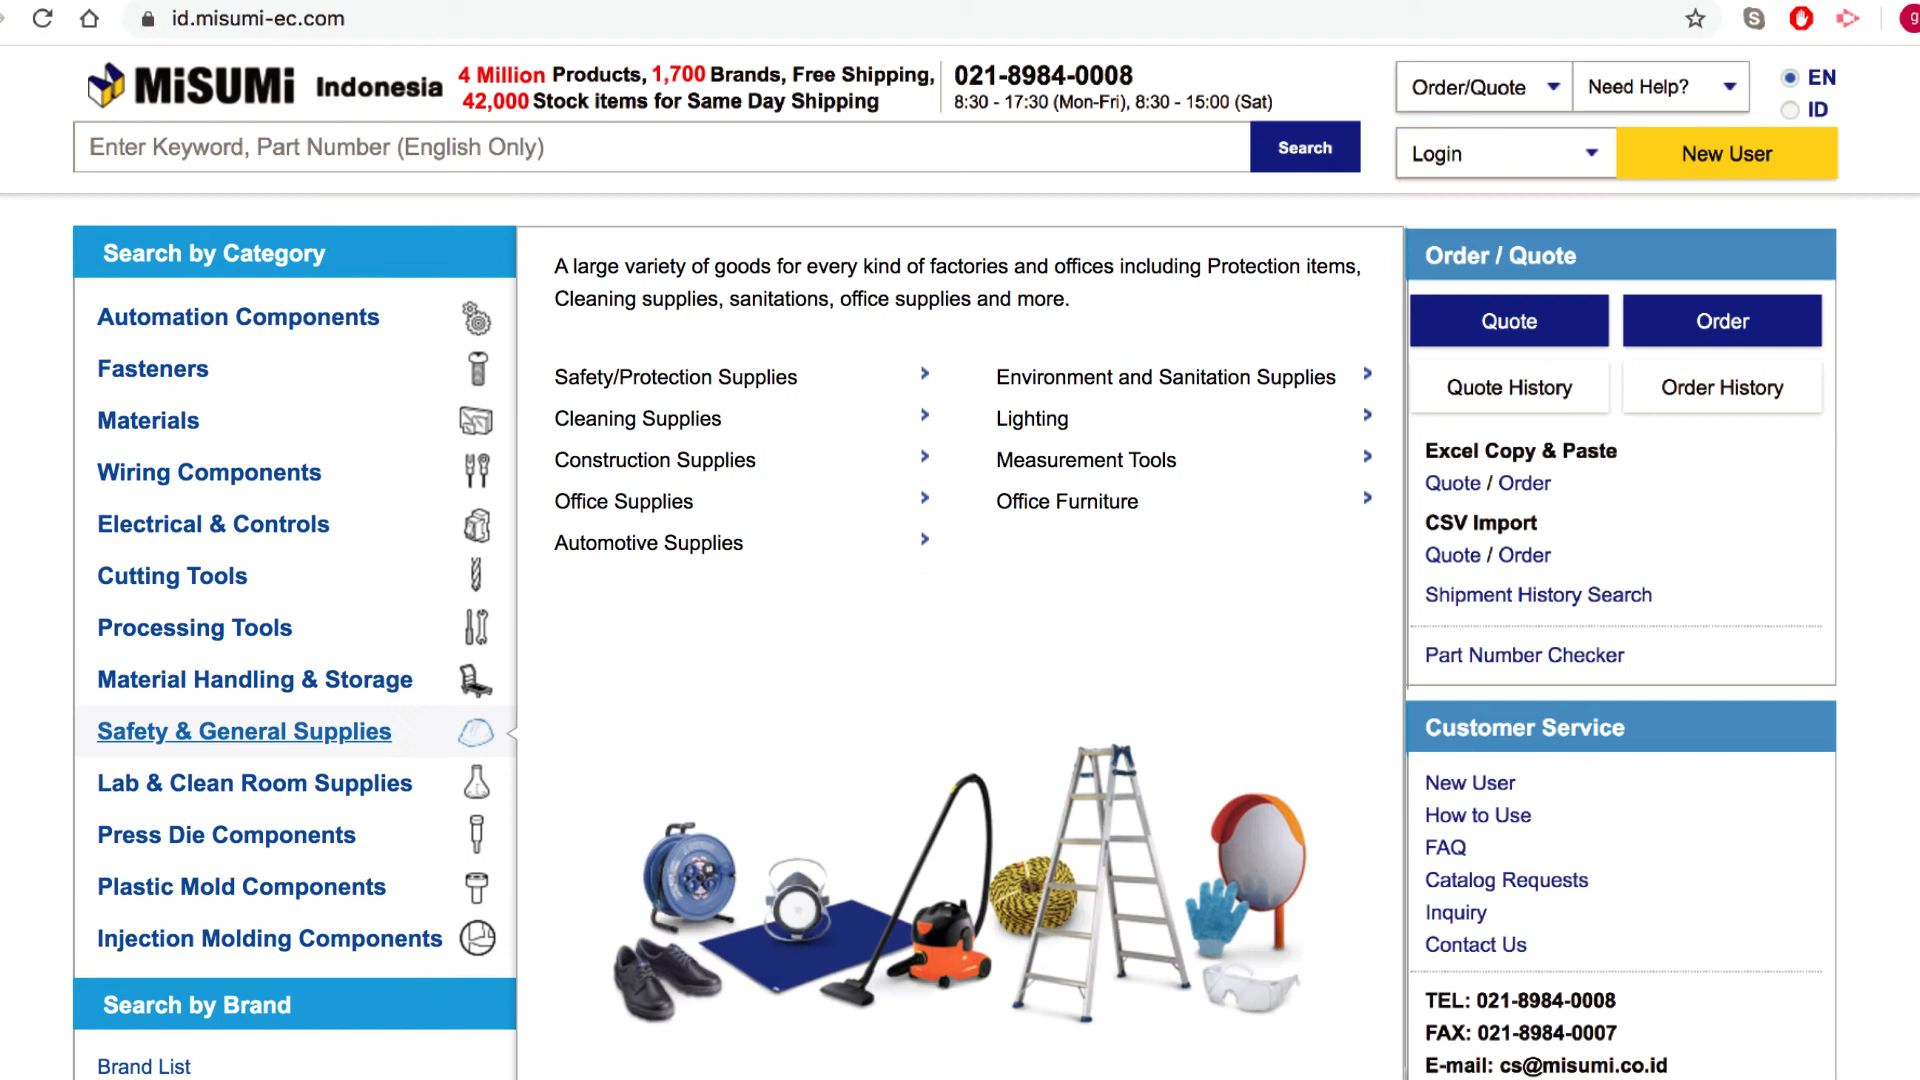 id.misumi-ec.com
g
MiSUMi Indonesia
4 Million Products, 1,700 Brands, Free Shipping,
42,000 Stock items for Same Day Shipping
021-8984-0008
8:30 - 17:30 (Mon-Fri), 8:30 - 15:00 (Sat)
Order/Quote
Need Help?
EN
ID
Enter Keyword, Part Number (English Only)
Search
Login
New User
Search by Category
Automation Components
Fasteners
Materials
Wiring Components
Electrical & Controls
Cutting Tools
Processing Tools
Material Handling & Storage
Safety & General Supplies
Lab & Clean Room Supplies
Press Die Components
Plastic Mold Components
Injection Molding Components
Search by Brand
Brand List
A large variety of goods for every kind of factories and offices including Protection items,
Cleaning supplies, sanitations, office supplies and more.
Safety/Protection Supplies
Cleaning Supplies
Construction Supplies
Office Supplies
Automotive Supplies
Environment and Sanitation Supplies
Lighting
Measurement Tools
Office Furniture
Order / Quote
Quote
Order
Quote History
Order History
Excel Copy & Paste
Quote / Order
CSV Import
Quote / Order
Shipment History Search
Part Number Checker
Customer Service
New User
How to Use
FAQ
Catalog Requests
Inquiry
Contact Us
TEL: 021-8984-0008
FAX: 021-8984-0007
E-mail: cs@misumi.co.id